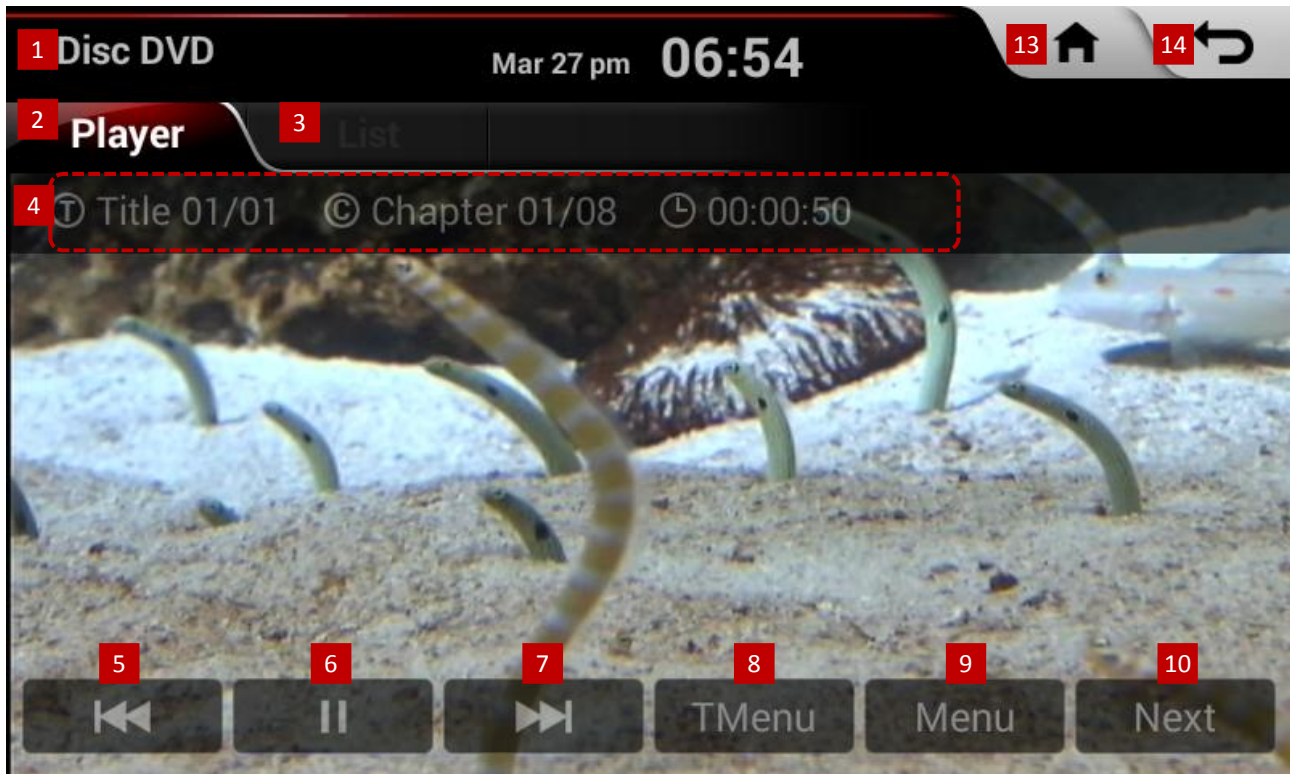 1 Disc DVD Mar 27 pm 06:54 13 14
2 Player 3 List
4 Ⓣ Title 01/01 © Chapter 01/08 00:00:50
5 6 7 8 9 10
TMenu Menu Next